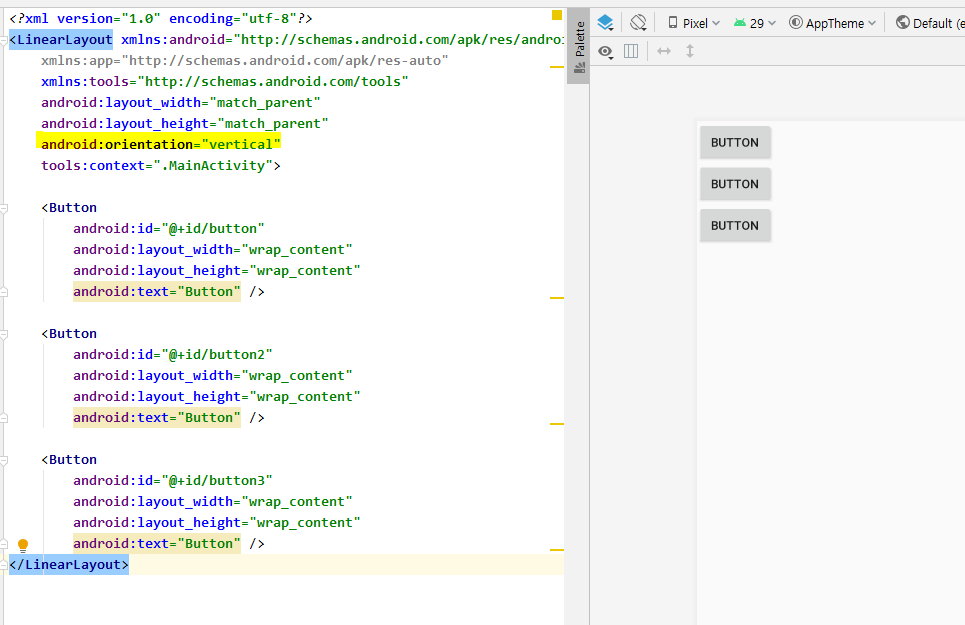 <?xml version="1.0" encoding="utf-8"?>
<LinearLayout xmlns:android="http://schemas.android.com/apk/res/androi
xmlns:app="http://schemas.android.com/apk/res-auto"
xmlns:tools="http://schemas.android.com/tools"
android:layout_width="match_parent"
android:layout_height="match_parent"
android:orientation="vertical"
tools:context=".MainActivity">
<Button
android:id="@+id/button"
android:layout_width="wrap_content"
android:layout_height="wrap_content"
android:text="Button" />
<Button
android:id="@+id/button2"
android:layout_width="wrap_content"
android:layout_height="wrap_content"
android:text="Button" />
<Button
android:id="@+id/button3"
android:layout_width="wrap_content"
android:layout_height="wrap_content"
android:text="Button" />
</LinearLayout>
Palette
Pixel 29 AppTheme Default (e
BUTTON
BUTTON
BUTTON